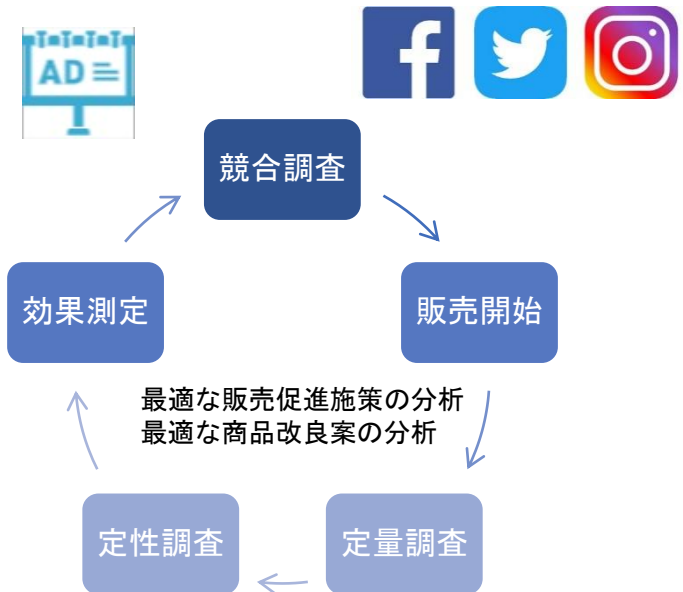 AD
競合調査
効果測定
販売開始
最適な販売促進施策の分析
最適な商品改良案の分析
定性調査
定量調査